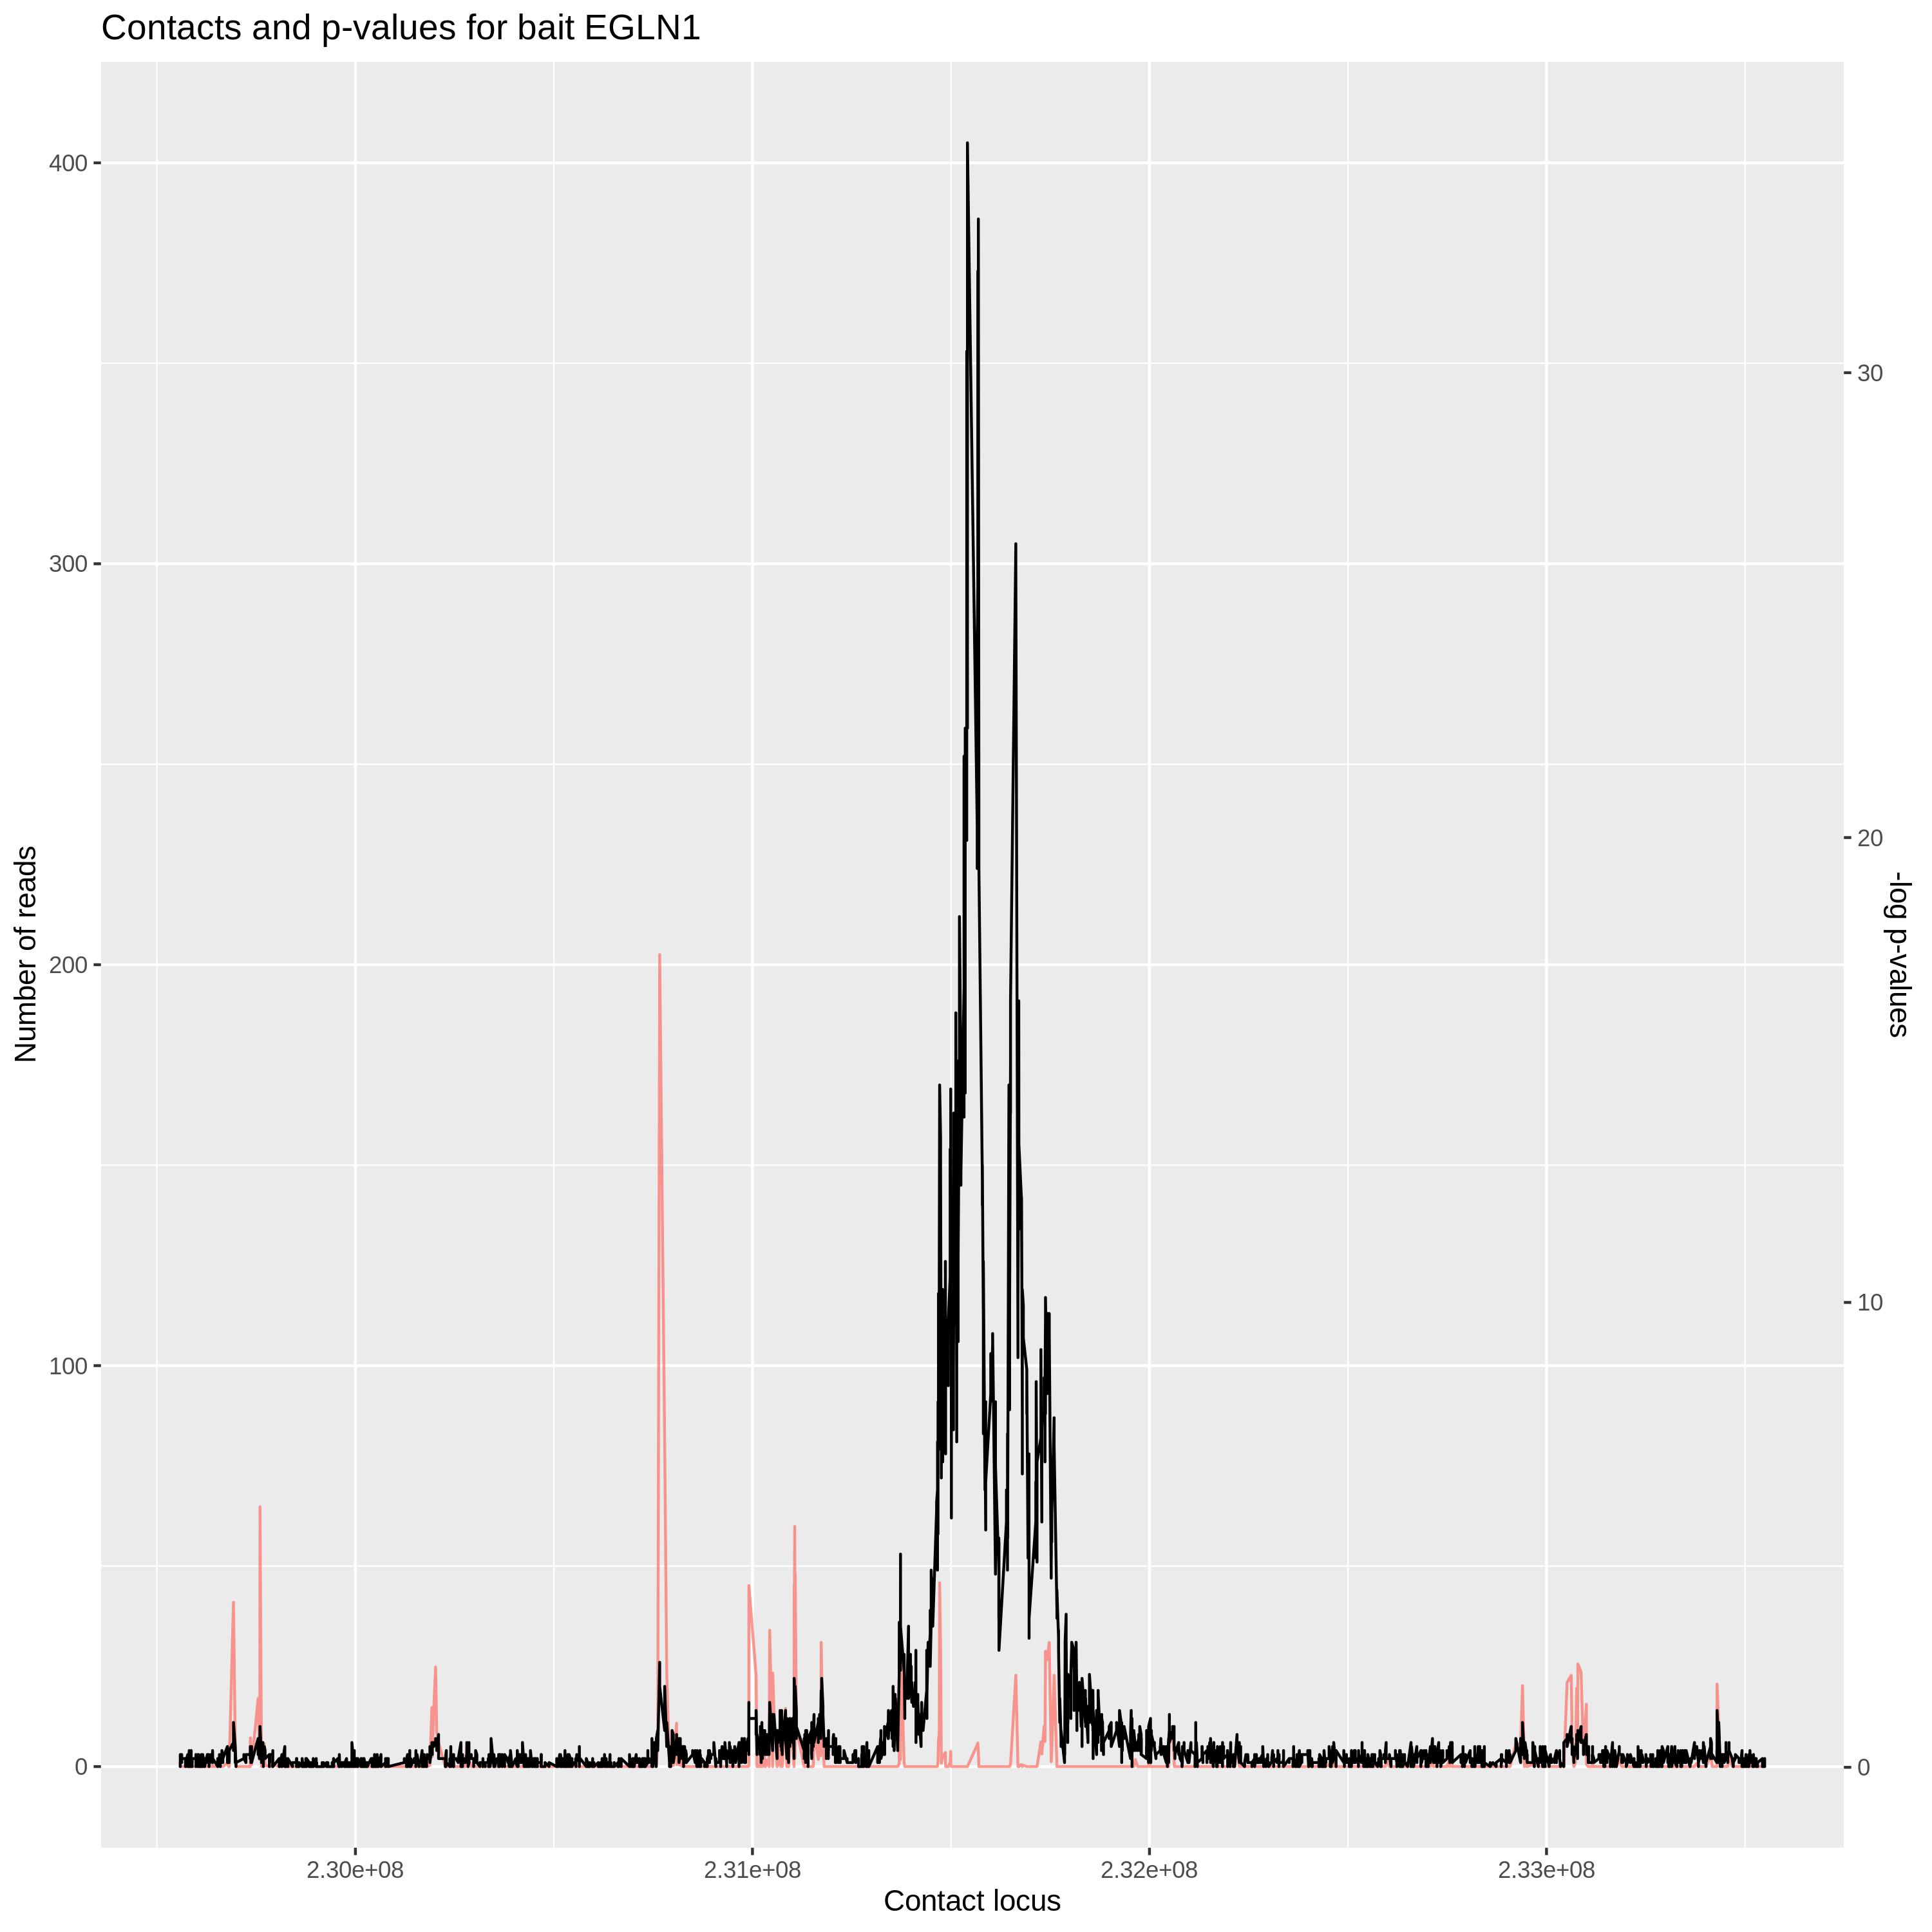 Contacts and p-values for bait EGLN1
400
300
200
100
0
Number of reads
30
20
10
0
-log p-values
2.30e+08
2.31e+08
2.32e+08
2.33e+08
Contact locus